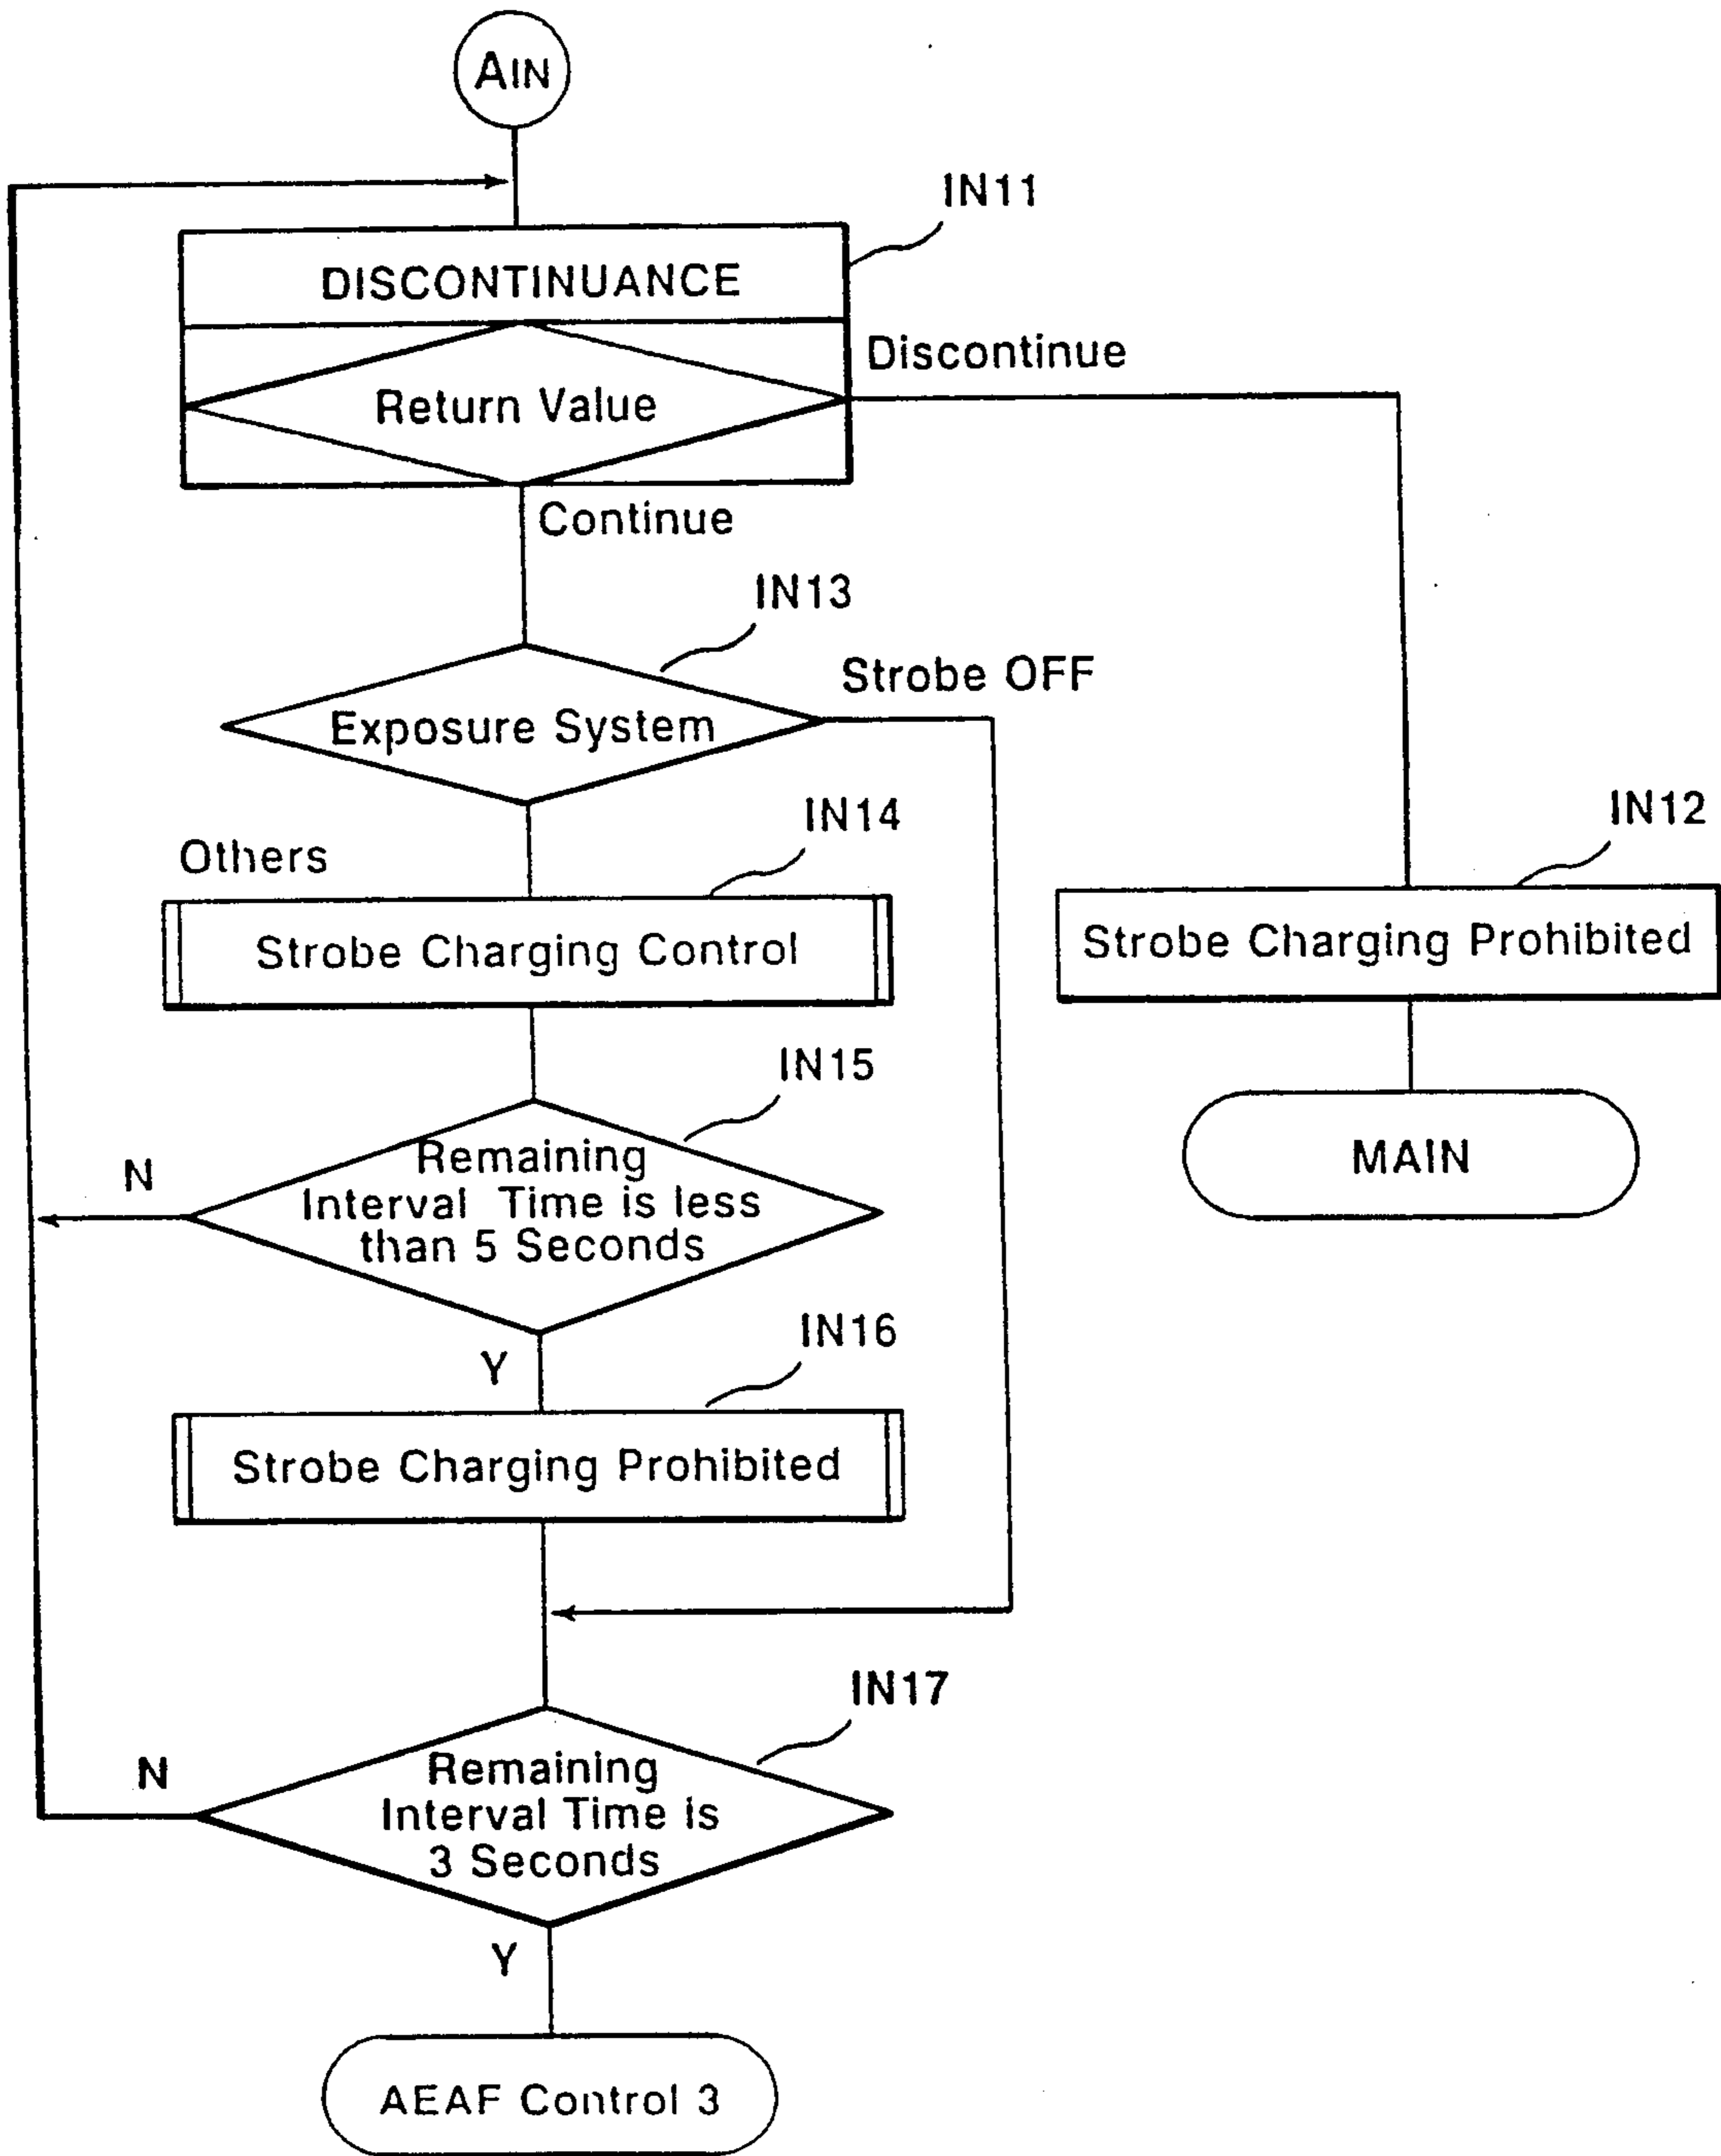 AIN
IN11
DISCONTINUANCE
Discontinue
Return Value
Continue
IN13
Strobe OFF
Exposure System
IN14
IN12
Others
Strobe Charging Control
Strobe Charging Prohibited
IN15
MAIN
N
Remaining
Interval Time is less
than 5 Seconds
IN16
Y
Strobe Charging Prohibited
IN17
N
Remaining
Interval Time is
3 Seconds
Y
AEAF Control 3